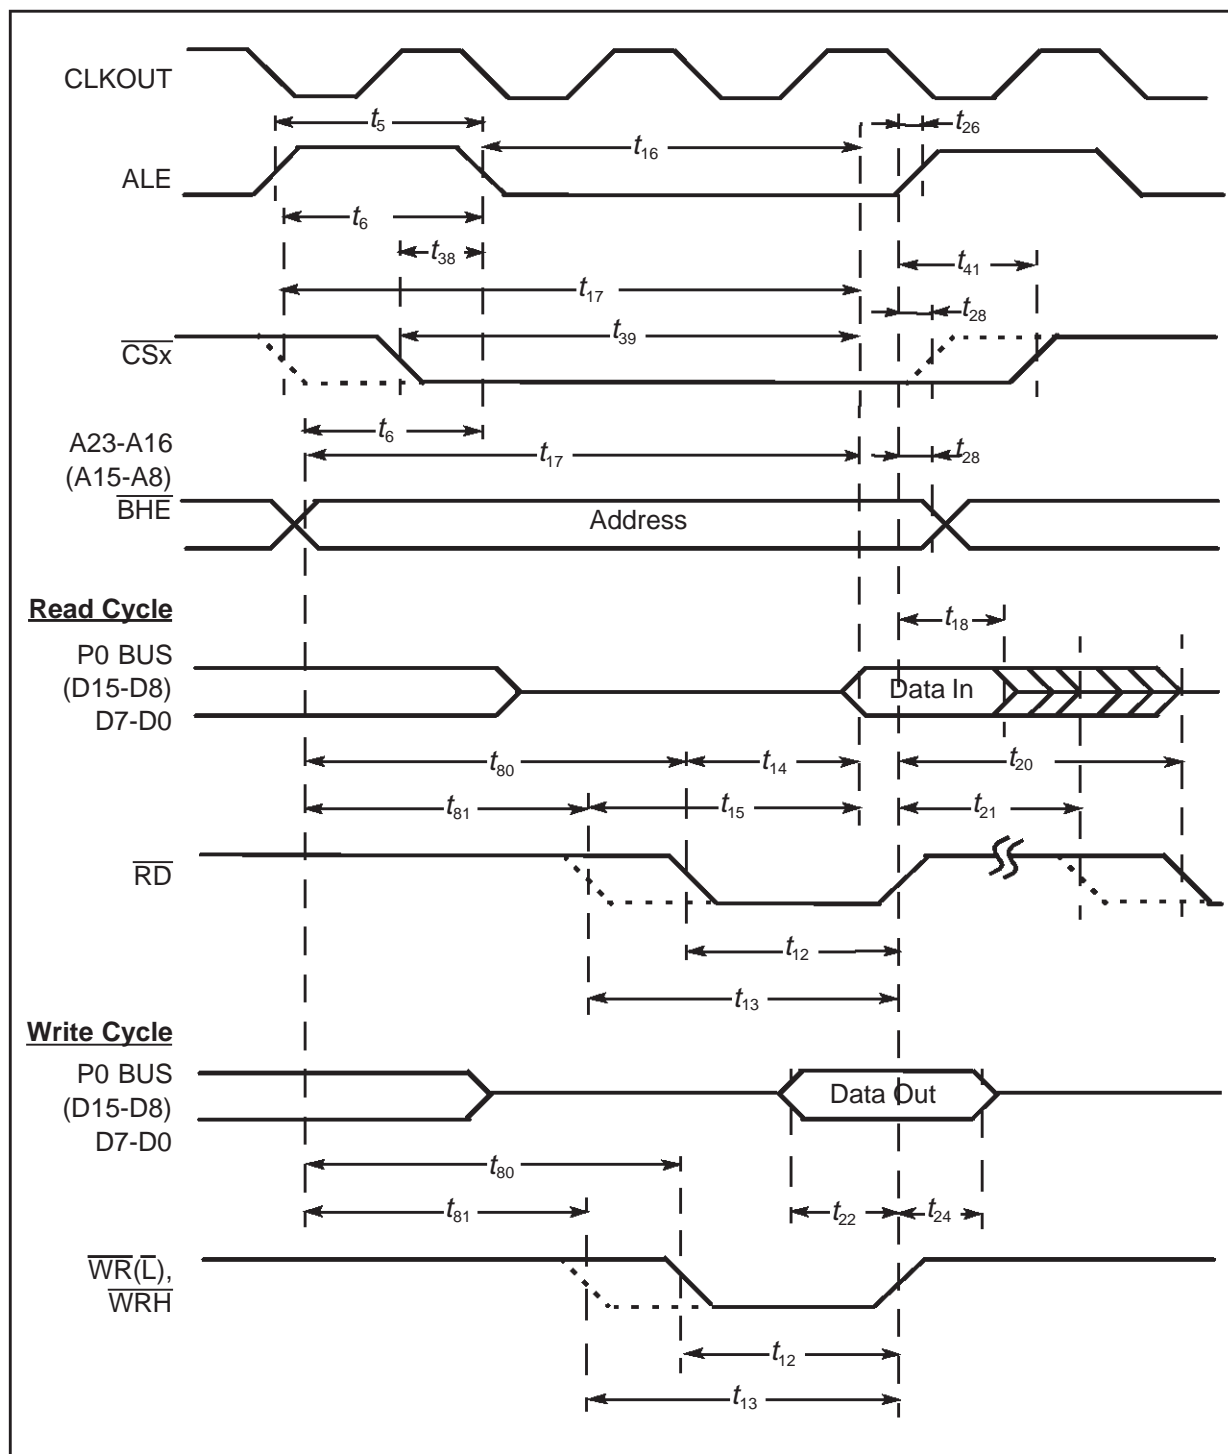 CLKOUT
t5
t26
t16
ALE
t6
t38
t41
t17
t28
CSx
t39
A23-A16
(A15-A8)
BHE
t6
t17
t28
Address
Read Cycle
t18
P0 BUS
(D15-D8)
D7-D0
Data In
t80
t14
t20
t81
t15
t21
RD
t12
t13
Write Cycle
P0 BUS
(D15-D8)
D7-D0
Data Out
t80
t81
t22
t24
WR(L),
WRH
t12
t13